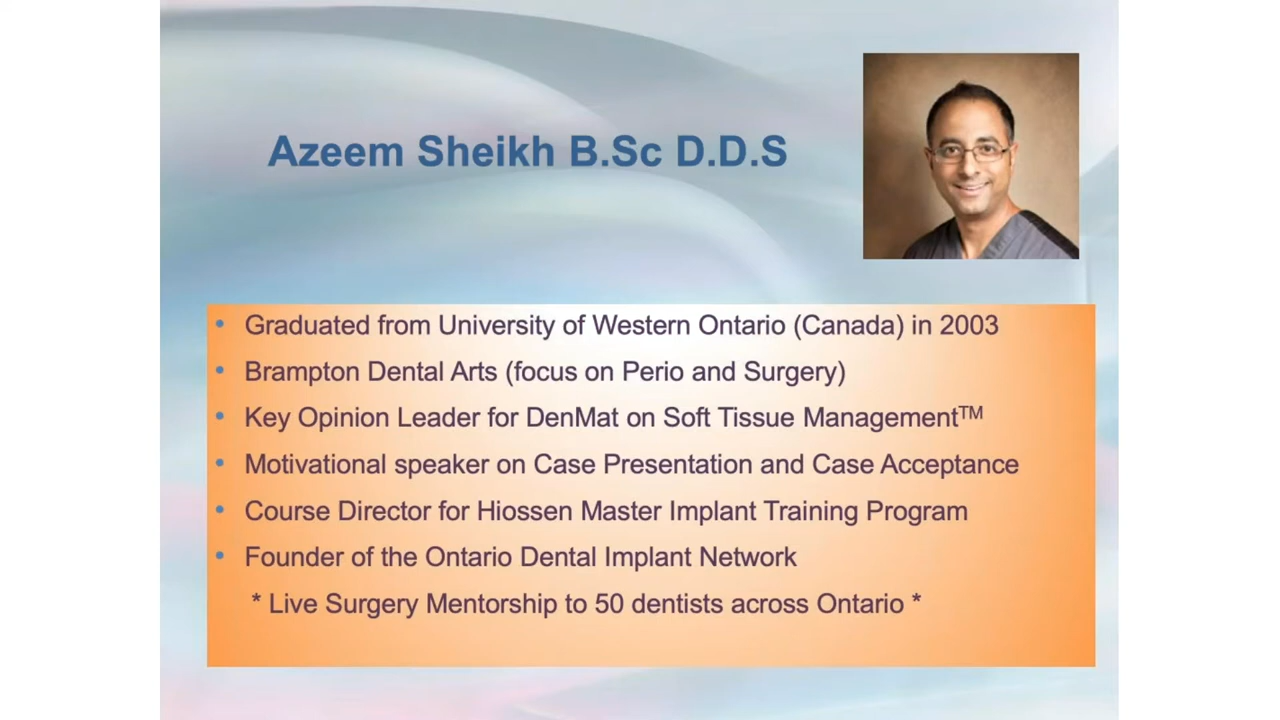 Azeem Sheikh B.Sc D.D.S
• Graduated from University of Western Ontario (Canada) in 2003
• Brampton Dental Arts (focus on Perio and Surgery)
• Key Opinion Leader for DenMat on Soft Tissue Management™
• Motivational speaker on Case Presentation and Case Acceptance
• Course Director for Hiossen Master Implant Training Program
• Founder of the Ontario Dental Implant Network
* Live Surgery Mentorship to 50 dentists across Ontario *